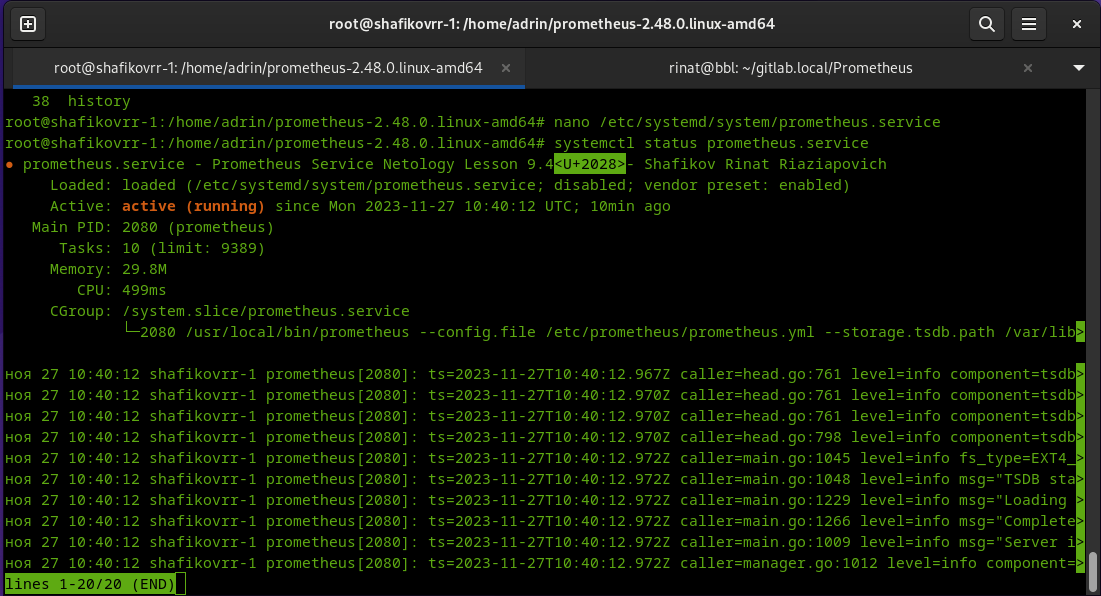 root@shafikovrr-1: /home/adrin/prometheus-2.48.0.linux-amd64
root@shafikovrr-1: /home/adrin/prometheus-2.48.0.linux-amd64
rinat@bbl: ~/gitlab.local/Prometheus
38 history
root@shafikovrr-1:/home/adrin/prometheus-2.48.0.linux-amd64# nano /etc/systemd/system/prometheus.service
root@shafikovrr-1:/home/adrin/prometheus-2.48.0.linux-amd64# systemctl status prometheus.service
● prometheus.service - Prometheus Service Netology Lesson 9.4<U+2028>- Shafikov Rinat Riaziapovich
Loaded: loaded (/etc/systemd/system/prometheus.service; disabled; vendor preset: enabled)
Active: active (running) since Mon 2023-11-27 10:40:12 UTC; 10min ago
Main PID: 2080 (prometheus)
Tasks: 10 (limit: 9389)
Memory: 29.8M
CPU: 499ms
CGroup: /system.slice/prometheus.service
└─2080 /usr/local/bin/prometheus --config.file /etc/prometheus/prometheus.yml --storage.tsdb.path /var/lib>
ноя 27 10:40:12 shafikovrr-1 prometheus[2080]: ts=2023-11-27T10:40:12.967Z caller=head.go:761 level=info component=tsdb>
ноя 27 10:40:12 shafikovrr-1 prometheus[2080]: ts=2023-11-27T10:40:12.970Z caller=head.go:761 level=info component=tsdb>
ноя 27 10:40:12 shafikovrr-1 prometheus[2080]: ts=2023-11-27T10:40:12.970Z caller=head.go:761 level=info component=tsdb>
ноя 27 10:40:12 shafikovrr-1 prometheus[2080]: ts=2023-11-27T10:40:12.970Z caller=head.go:798 level=info component=tsdb>
ноя 27 10:40:12 shafikovrr-1 prometheus[2080]: ts=2023-11-27T10:40:12.972Z caller=main.go:1045 level=info fs_type=EXT4_>
ноя 27 10:40:12 shafikovrr-1 prometheus[2080]: ts=2023-11-27T10:40:12.972Z caller=main.go:1048 level=info msg="TSDB sta>
ноя 27 10:40:12 shafikovrr-1 prometheus[2080]: ts=2023-11-27T10:40:12.972Z caller=main.go:1229 level=info msg="Loading >
ноя 27 10:40:12 shafikovrr-1 prometheus[2080]: ts=2023-11-27T10:40:12.972Z caller=main.go:1266 level=info msg="Complete>
ноя 27 10:40:12 shafikovrr-1 prometheus[2080]: ts=2023-11-27T10:40:12.972Z caller=main.go:1009 level=info msg="Server i>
ноя 27 10:40:12 shafikovrr-1 prometheus[2080]: ts=2023-11-27T10:40:12.972Z caller=manager.go:1012 level=info component=>
lines 1-20/20 (END)